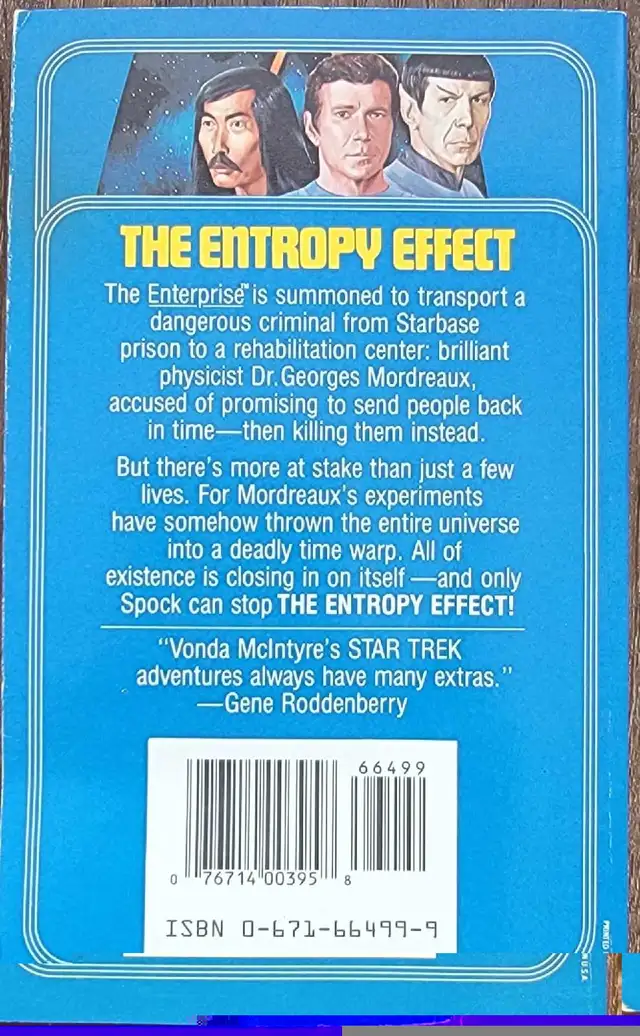 THE ENTROPY EFFECT
The Enterprise™ is summoned to transport a
dangerous criminal from Starbase
prison to a rehabilitation center: brilliant
physicist Dr. Georges Mordreaux,
accused of promising to send people back
in time—then killing them instead.
But there's more at stake than just a few
lives. For Mordreaux's experiments
have somehow thrown the entire universe
into a deadly time warp. All of
existence is closing in on itself—and only
Spock can stop THE ENTROPY EFFECT!
"Vonda McIntyre's STAR TREK
adventures always have many extras."
—Gene Roddenberry
66499
0 76714 00395 8
ISBN 0-671-66499-9
PRINTED
IN U.S.A.